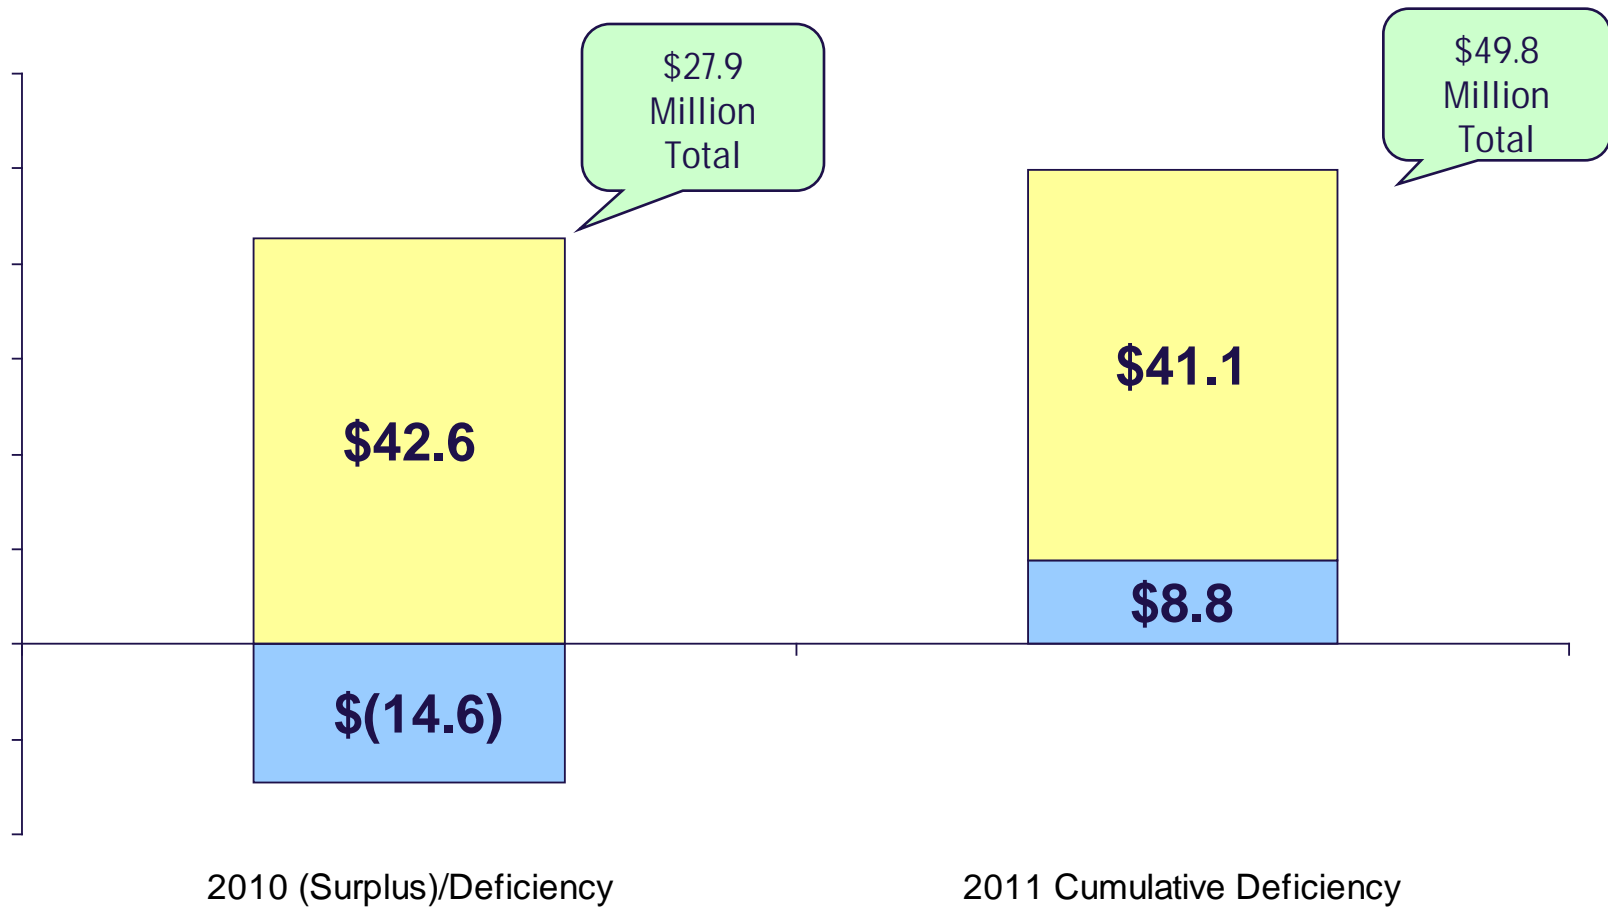 $27.9
Million
Total
$49.8
Million
Total
$42.6
$41.1
$8.8
$(14.6)
2010 (Surplus)/Deficiency
2011 Cumulative Deficiency